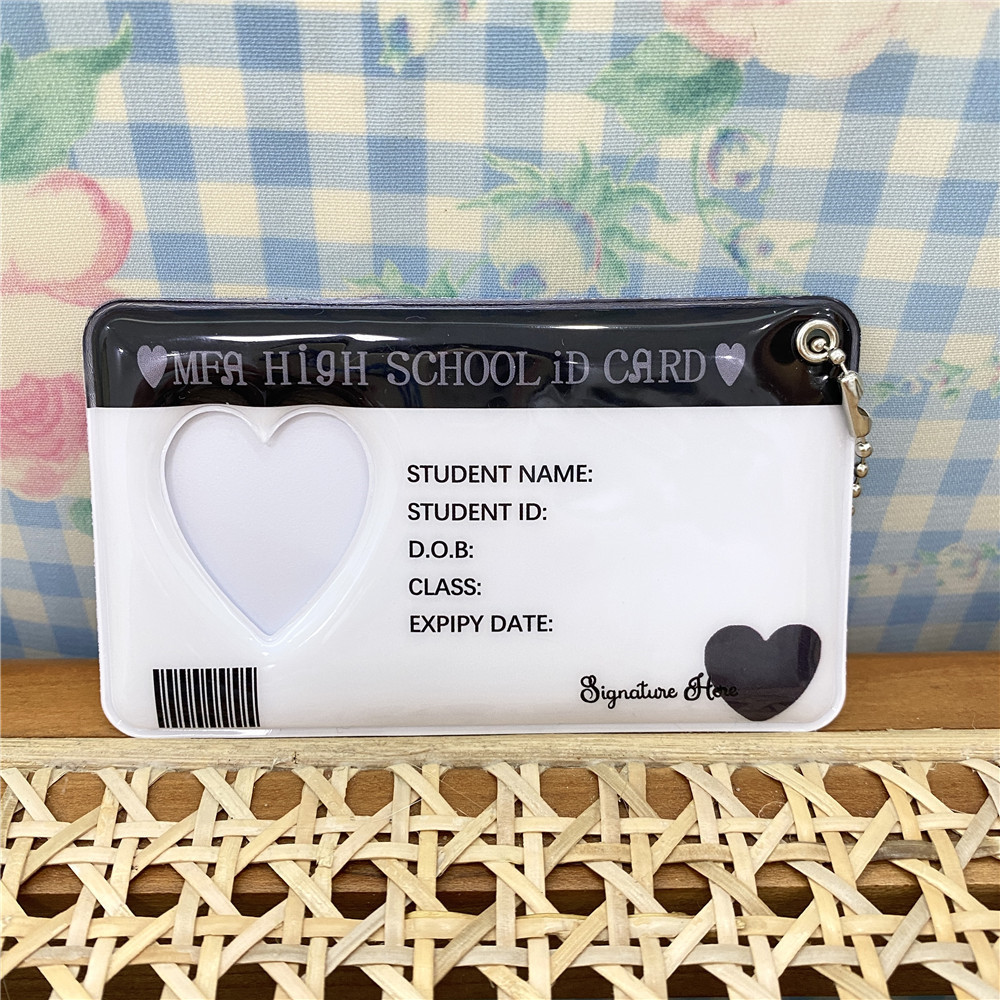 MFA HigH SCHOOL iD CARD
STUDENT NAME:
STUDENT ID:
D.O.B:
CLASS:
EXPIPY DATE:
Signature Here